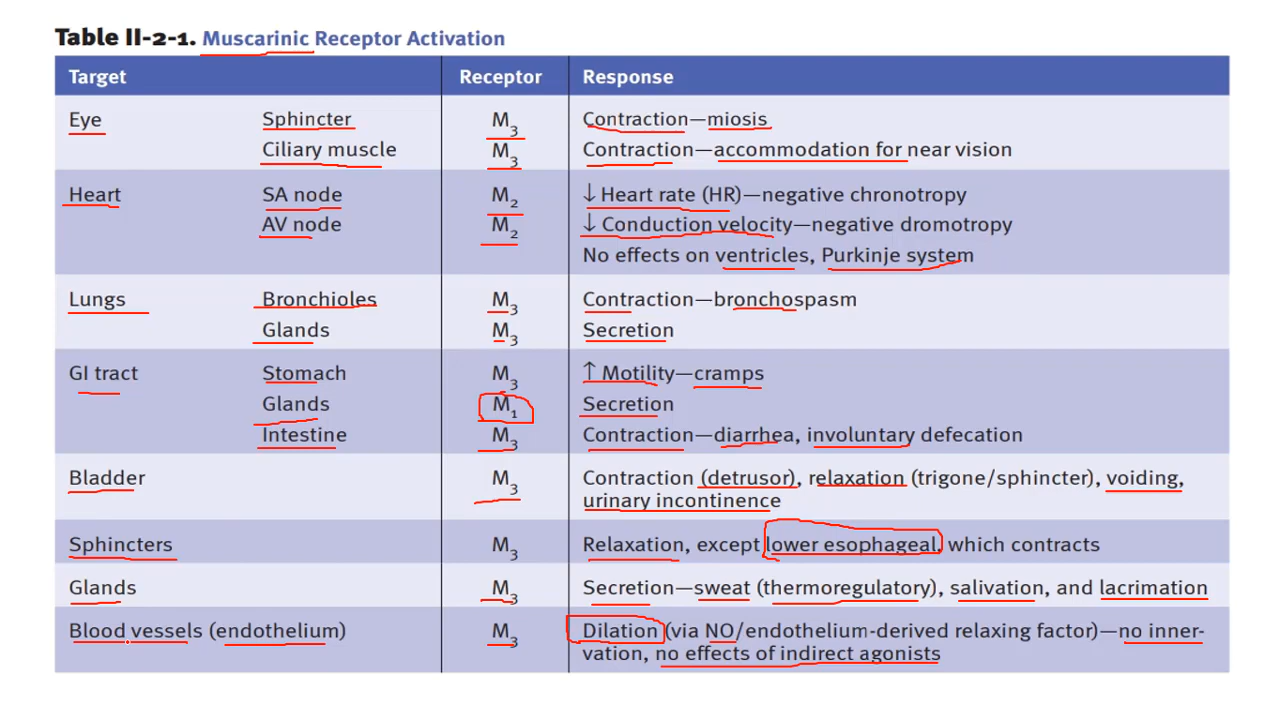 Table II-2-1. Muscarinic Receptor Activation
Target Receptor Response
Eye Sphincter M3 Contraction—miosis
Ciliary muscle M3 Contraction—accommodation for near vision
Heart SA node M2 ↓ Heart rate (HR)—negative chronotropy
AV node M2 ↓ Conduction velocity—negative dromotropy
No effects on ventricles, Purkinje system
Lungs Bronchioles M3 Contraction—bronchospasm
Glands M3 Secretion
GI tract Stomach M3 ↑ Motility—cramps
Glands M1 Secretion
Intestine M3 Contraction—diarrhea, involuntary defecation
Bladder M3 Contraction (detrusor), relaxation (trigone/sphincter), voiding,
urinary incontinence
Sphincters M3 Relaxation, except lower esophageal, which contracts
Glands M3 Secretion—sweat (thermoregulatory), salivation, and lacrimation
Blood vessels (endothelium) M3 Dilation (via NO/endothelium-derived relaxing factor)—no inner-
vation, no effects of indirect agonists